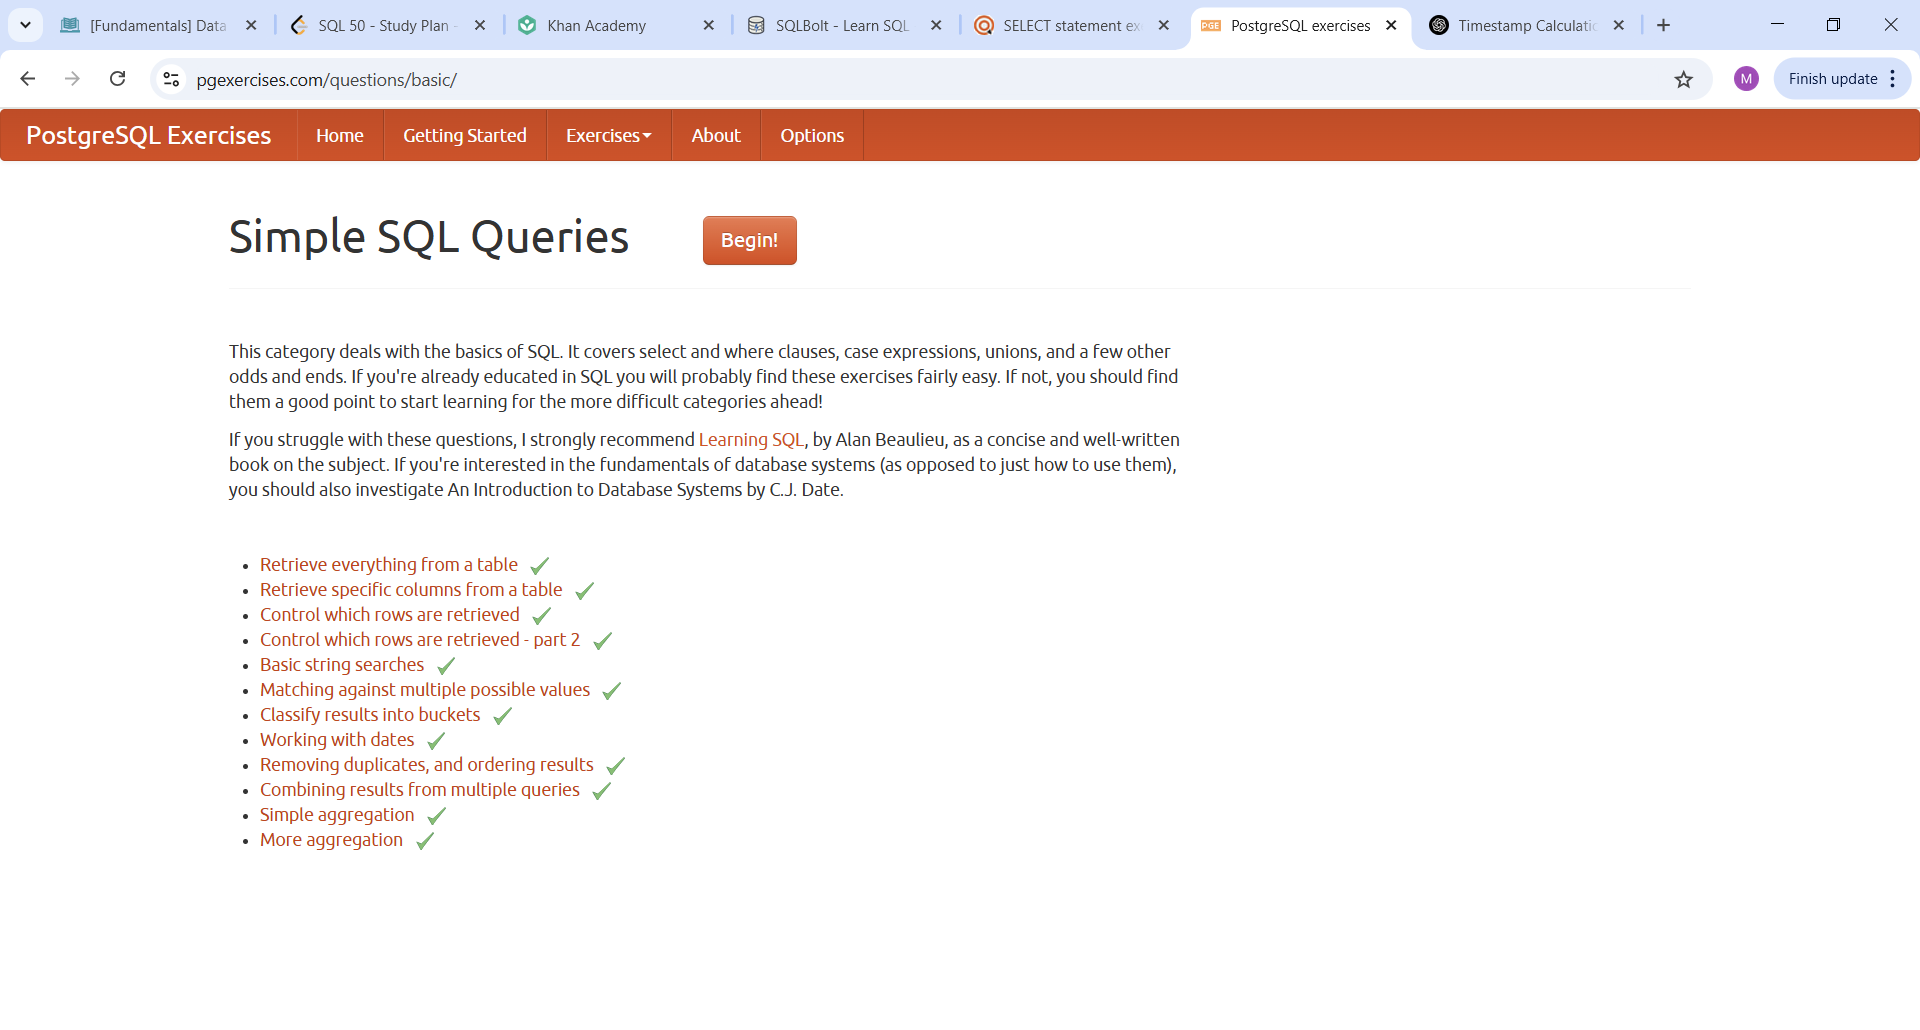 [Fundamentals] Data
SQL 50 - Study Plan -
Khan Academy
SQLBolt - Learn SQL
SELECT statement ex
PGE
PostgreSQL exercises
Timestamp Calculatio
pgexercises.com/questions/basic/
M
Finish update
PostgreSQL Exercises
Home
Getting Started
Exercises
About
Options
Simple SQL Queries
Begin!
This category deals with the basics of SQL. It covers select and where clauses, case expressions, unions, and a few other
odds and ends. If you're already educated in SQL you will probably find these exercises fairly easy. If not, you should find
them a good point to start learning for the more difficult categories ahead!
If you struggle with these questions, I strongly recommend Learning SQL, by Alan Beaulieu, as a concise and well-written
book on the subject. If you're interested in the fundamentals of database systems (as opposed to just how to use them),
you should also investigate An Introduction to Database Systems by C.J. Date.
Retrieve everything from a table
Retrieve specific columns from a table
Control which rows are retrieved
Control which rows are retrieved - part 2
Basic string searches
Matching against multiple possible values
Classify results into buckets
Working with dates
Removing duplicates, and ordering results
Combining results from multiple queries
Simple aggregation
More aggregation